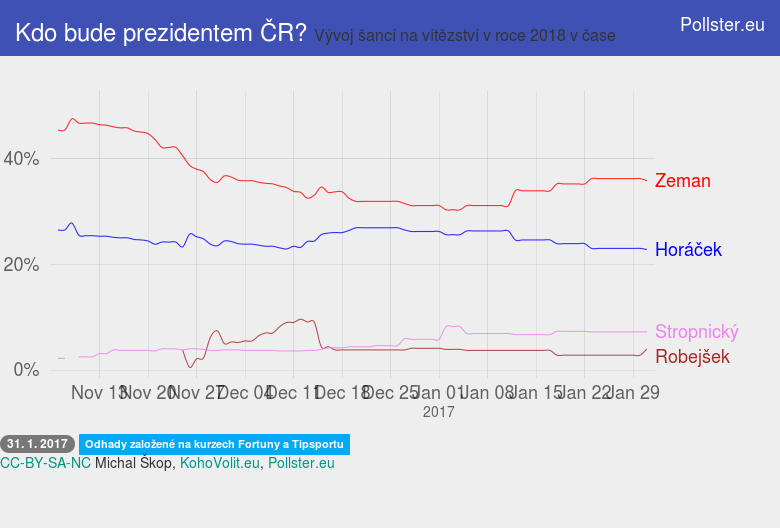 Kdo bude prezidentem ČR? Vývoj šancí na vítězství v roce 2018 v čase
Pollster.eu
40%
Zeman
Horáček
20%
Stropnický
Robejšek
0%
Nov 13 Nov 20 Nov 27 Dec 04 Dec 11 Dec 18 Dec 25 Jan 01 Jan 08 Jan 15 Jan 22 Jan 29
2017
31. 1. 2017 Odhady založené na kurzech Fortuny a Tipsportu
CC-BY-SA-NC Michal Škop, KohoVolit.eu, Pollster.eu